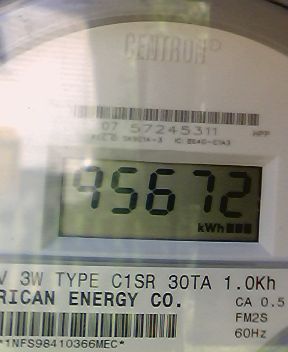 CENTRON
07 57245311 HPP
95672
kWh
V 3W TYPE C1SR 30TA 1.0Kh
RICAN ENERGY CO. CA 0.5
FM2S
60Hz
*1NFS98410366MEC*